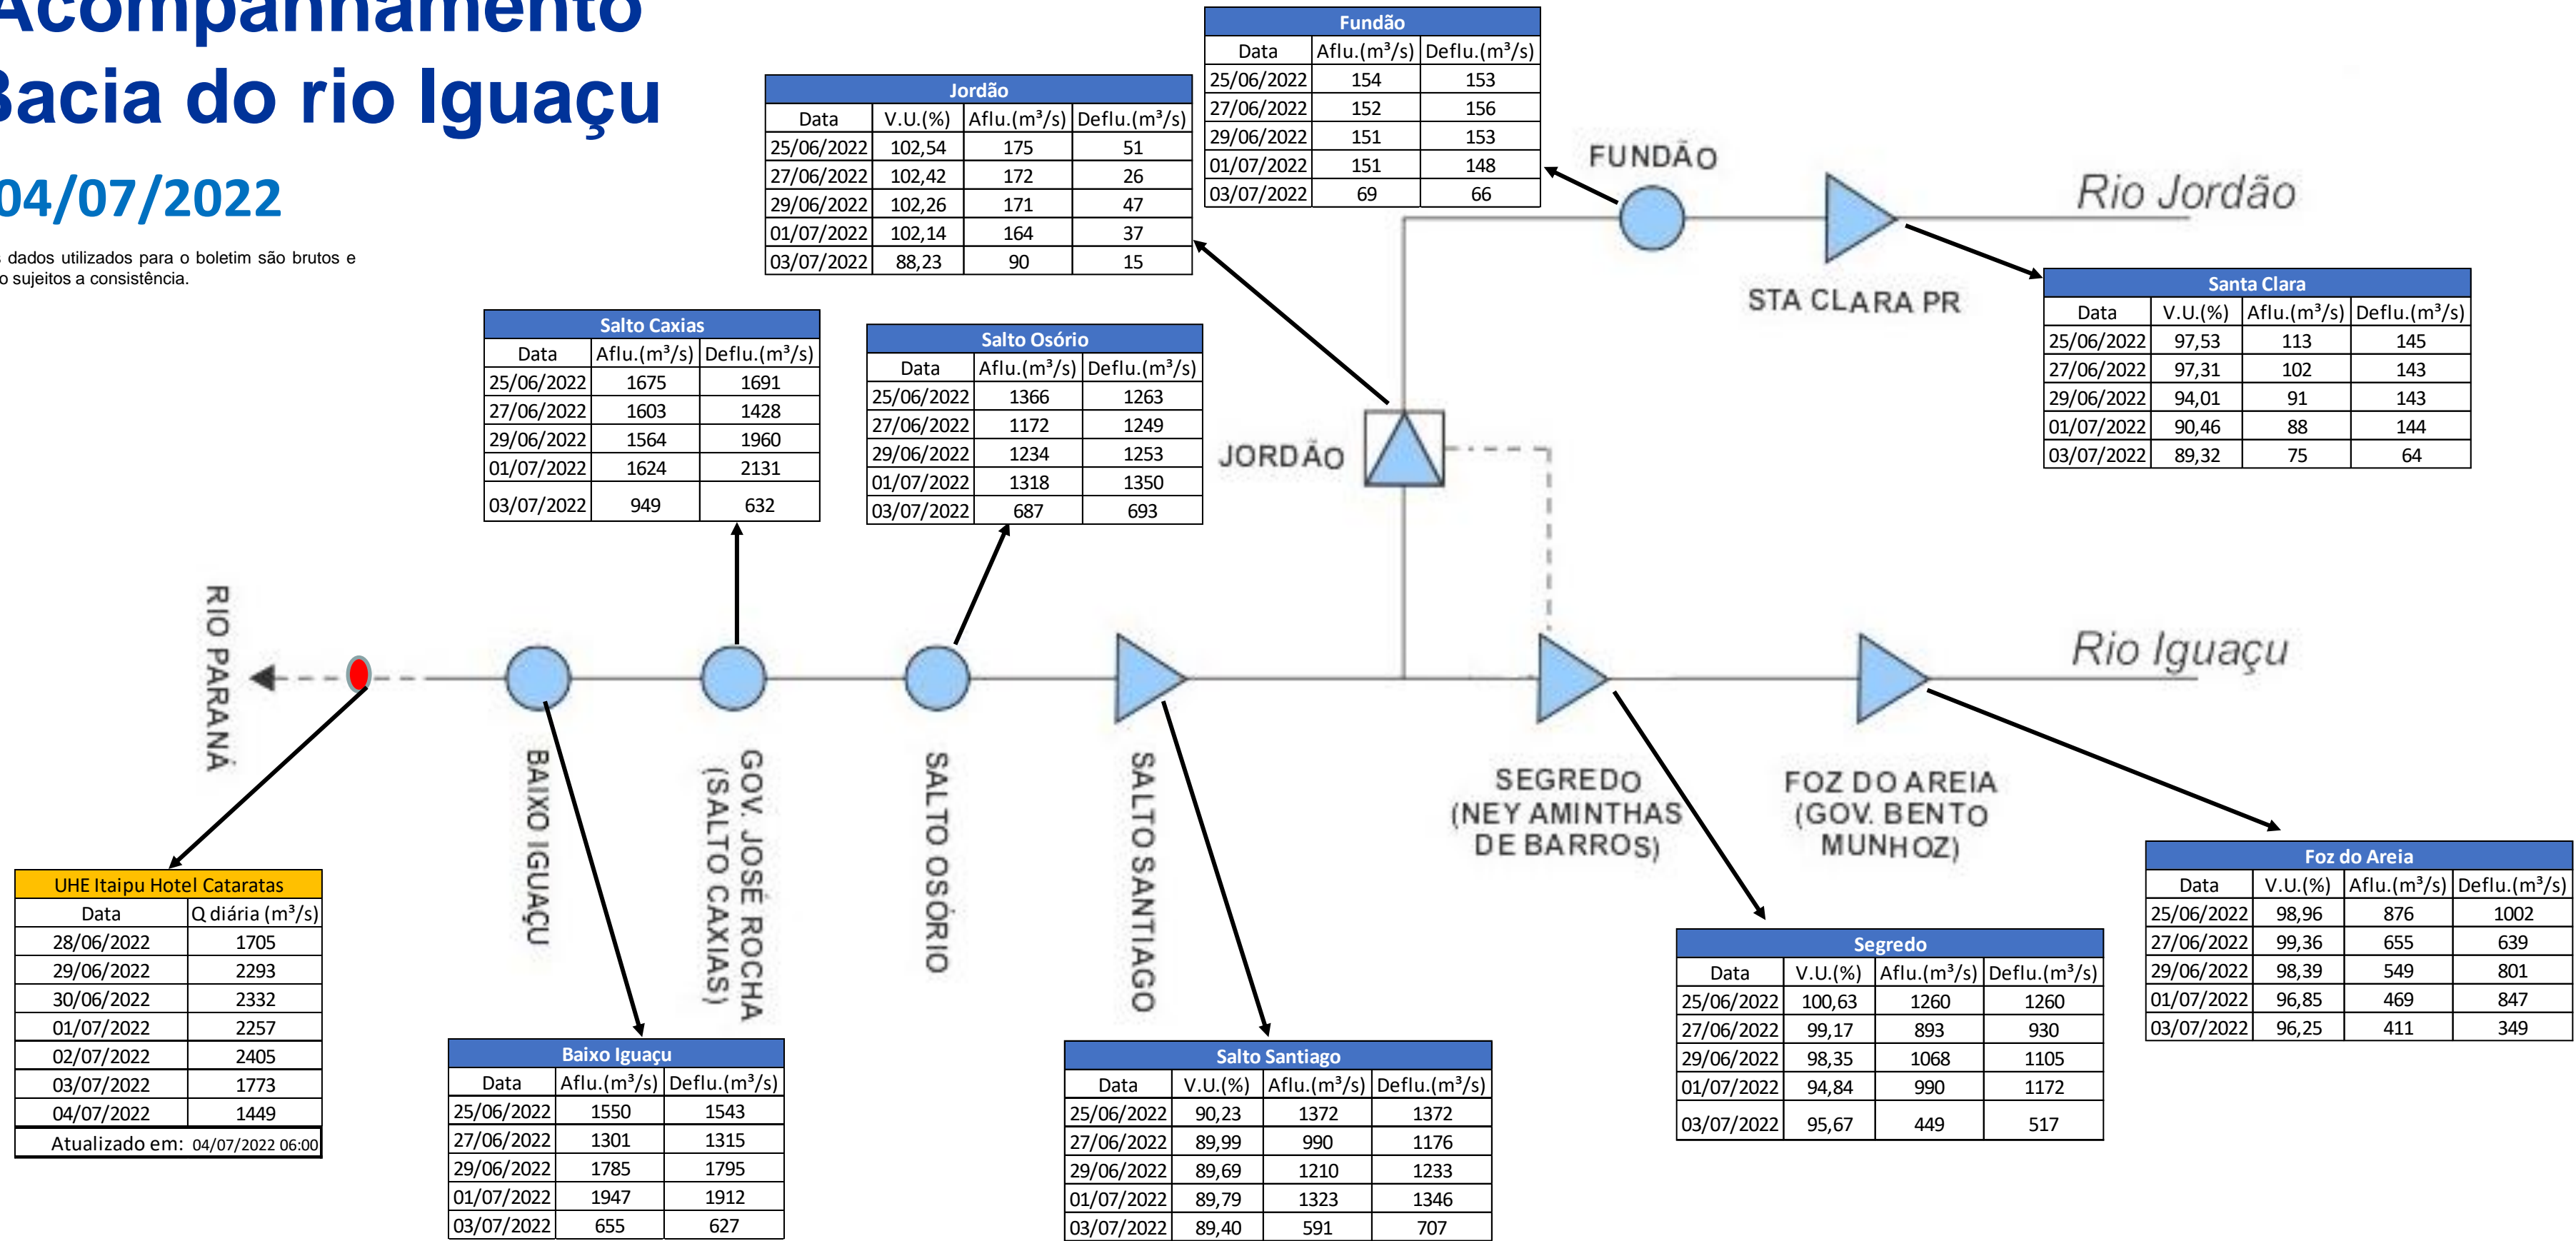 Acompanhamento
Bacia do rio Iguaçu
04/07/2022
dados utilizados para o boletim são brutos e
sujeitos a consistência.
Fundão
Data Aflu.(m³/s) Deflu.(m³/s)
25/06/2022 154 153
27/06/2022 152 156
29/06/2022 151 153
01/07/2022 151 148
03/07/2022 69 66
Jordão
Data V.U.(%) Aflu.(m³/s) Deflu.(m³/s)
25/06/2022 102,54 175 51
27/06/2022 102,42 172 26
29/06/2022 102,26 171 47
01/07/2022 102,14 164 37
03/07/2022 88,23 90 15
FUNDÃO
Rio Jordão
STA CLARA PR
Santa Clara
Data V.U.(%) Aflu.(m³/s) Deflu.(m³/s)
25/06/2022 97,53 113 145
27/06/2022 97,31 102 143
29/06/2022 94,01 91 143
01/07/2022 90,46 88 144
03/07/2022 89,32 75 64
Salto Caxias
Data Aflu.(m³/s) Deflu.(m³/s)
25/06/2022 1675 1691
27/06/2022 1603 1428
29/06/2022 1564 1960
01/07/2022 1624 2131
03/07/2022 949 632
Salto Osório
Data Aflu.(m³/s) Deflu.(m³/s)
25/06/2022 1366 1263
27/06/2022 1172 1249
29/06/2022 1234 1253
01/07/2022 1318 1350
03/07/2022 687 693
JORDÃO
RIO PARANÁ
Rio Iguaçu
BAIXO IGUAÇU
GOV. JOSÉ ROCHA
(SALTO CAXIAS)
SALTO OSÓRIO
SALTO SANTIAGO
SEGREDO
(NEY AMINTHAS
DE BARROS)
FOZ DO AREIA
(GOV. BENTO
MUNHOZ)
UHE Itaipu Hotel Cataratas
Data Q diária (m³/s)
28/06/2022 1705
29/06/2022 2293
30/06/2022 2332
01/07/2022 2257
02/07/2022 2405
03/07/2022 1773
04/07/2022 1449
Atualizado em: 04/07/2022 06:00
Baixo Iguaçu
Data Aflu.(m³/s) Deflu.(m³/s)
25/06/2022 1550 1543
27/06/2022 1301 1315
29/06/2022 1785 1795
01/07/2022 1947 1912
03/07/2022 655 627
Salto Santiago
Data V.U.(%) Aflu.(m³/s) Deflu.(m³/s)
25/06/2022 90,23 1372 1372
27/06/2022 89,99 990 1176
29/06/2022 89,69 1210 1233
01/07/2022 89,79 1323 1346
03/07/2022 89,40 591 707
Segredo
Data V.U.(%) Aflu.(m³/s) Deflu.(m³/s)
25/06/2022 100,63 1260 1260
27/06/2022 99,17 893 930
29/06/2022 98,35 1068 1105
01/07/2022 94,84 990 1172
03/07/2022 95,67 449 517
Foz do Areia
Data V.U.(%) Aflu.(m³/s) Deflu.(m³/s)
25/06/2022 98,96 876 1002
27/06/2022 99,36 655 639
29/06/2022 98,39 549 801
01/07/2022 96,85 469 847
03/07/2022 96,25 411 349